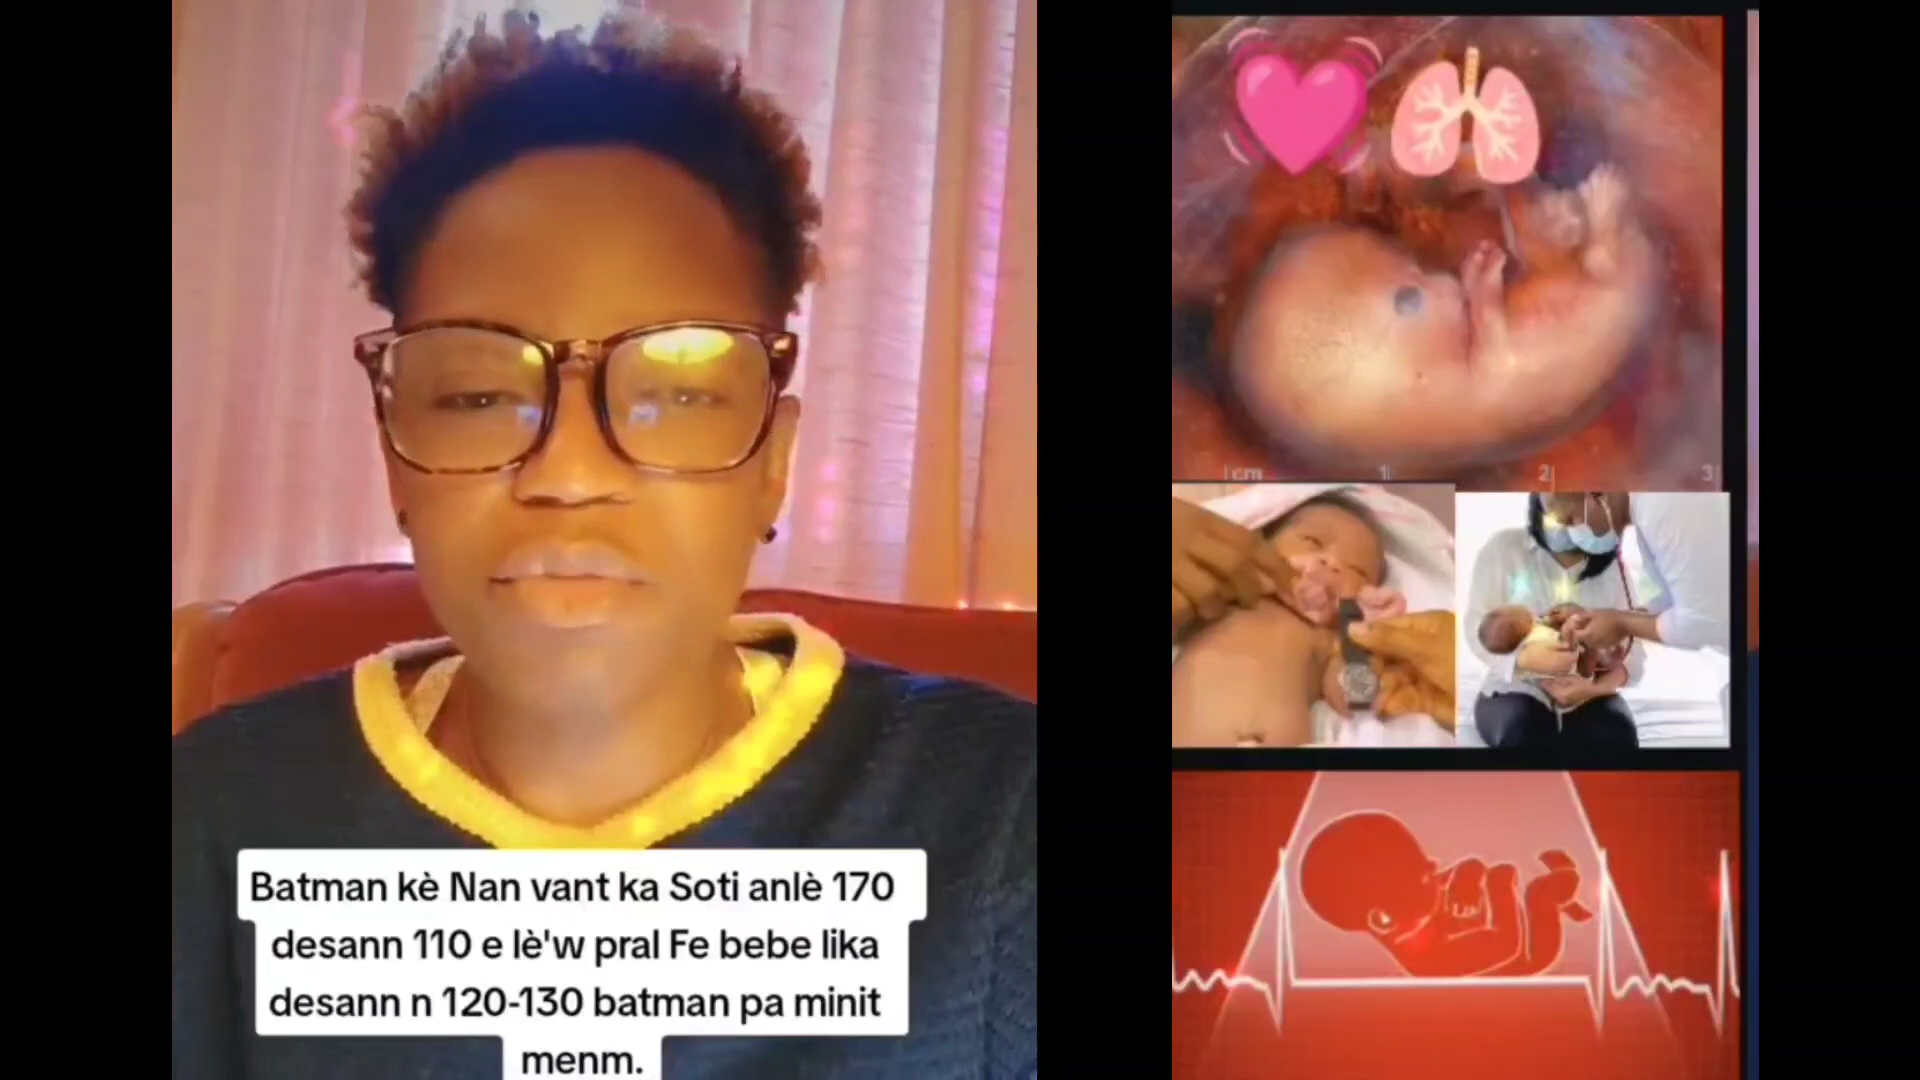 Batman kè Nan vant ka Soti anlè 170
desann 110 e lè'w pral Fe bebe lika
desann n 120-130 batman pa minit
menm.
cm 1 2 3